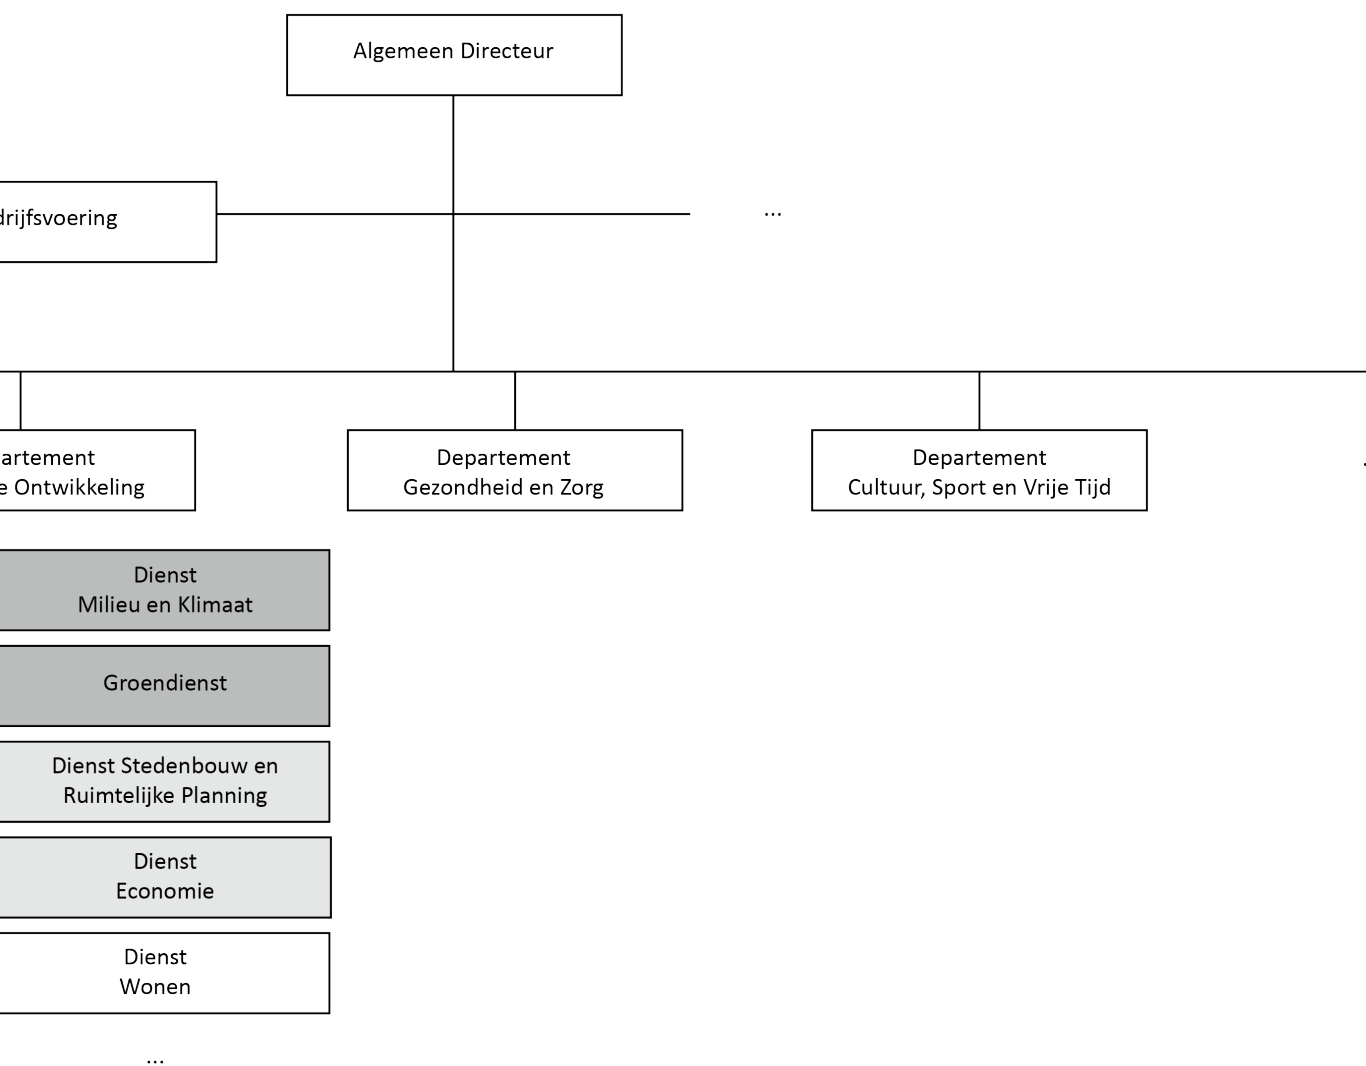 Algemeen Directeur
drijfsvoering
...
artement
Departement
Departement
e Ontwikkeling
Gezondheid en Zorg
Cultuur, Sport en Vrije Tijd
Dienst
Milieu en Klimaat
Groendienst
Dienst Stedenbouw en
Ruimtelijke Planning
Dienst
Economie
Dienst
Wonen
...